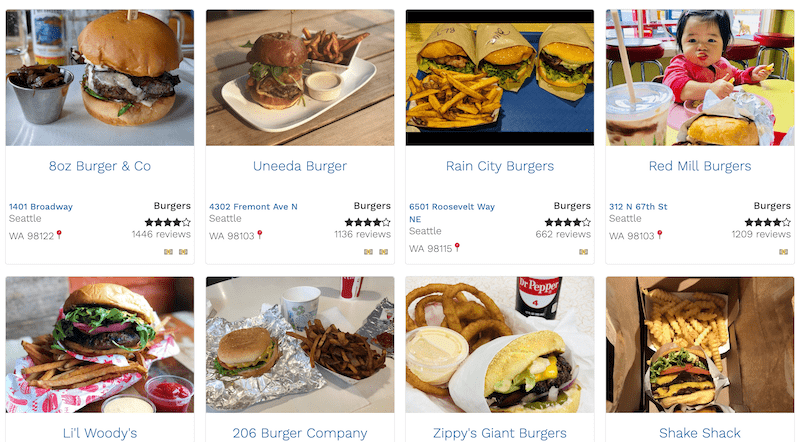 8oz Burger & Co
Uneeda Burger
Rain City Burgers
Red Mill Burgers
1401 Broadway
Burgers
Seattle
WA 98122
1446 reviews
4302 Fremont Ave N
Burgers
Seattle
WA 98103
1136 reviews
6501 Roosevelt Way
NE
Burgers
Seattle
WA 98115
662 reviews
312 N 67th St
Burgers
Seattle
WA 98103
1209 reviews
Dr Pepper
4
Li'l Woody's
206 Burger Company
Zippy's Giant Burgers
Shake Shack